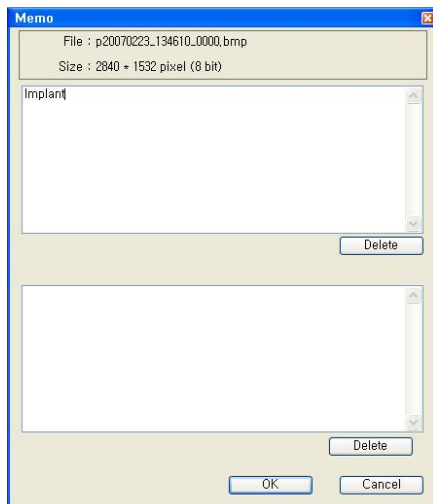 Memo
File : p20070223_134610_0000.bmp
Size : 2840 * 1532 pixel (8 bit)
Implant
Delete
Delete
OK
Cancel